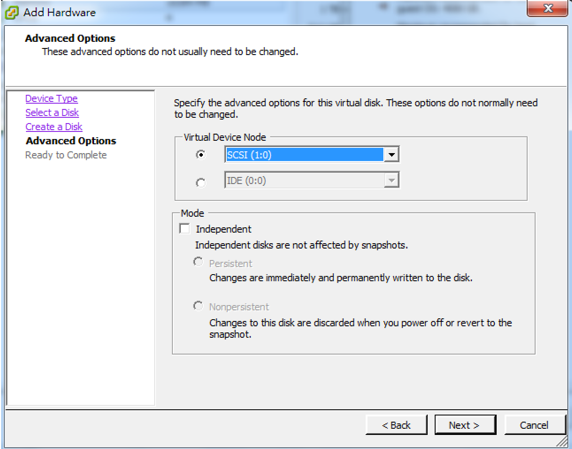 Add Hardware
Advanced Options
These advanced options do not usually need to be changed.
Device Type
Select a Disk
Create a Disk
Advanced Options
Ready to Complete
Specify the advanced options for this virtual disk. These options do not normally need
to be changed.
Virtual Device Node
SCSI (1:0)
IDE (0:0)
Mode
Independent
Independent disks are not affected by snapshots.
Persistent
Changes are immediately and permanently written to the disk.
Nonpersistent
Changes to this disk are discarded when you power off or revert to the
snapshot.
< Back
Next >
Cancel